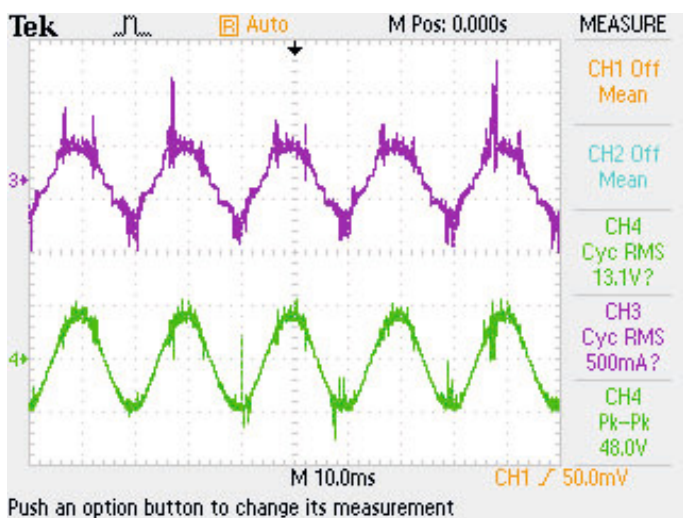 Tek R Auto M Pos: 0.000s MEASURE
CH1 Off
Mean
CH2 Off
Mean
3
CH4
Cyc RMS
13.1V?
CH3
Cyc RMS
500mA?
4
CH4
Pk-Pk
48.0V
M 10.0ms CH1 50.0mV
Push an option button to change its measurement